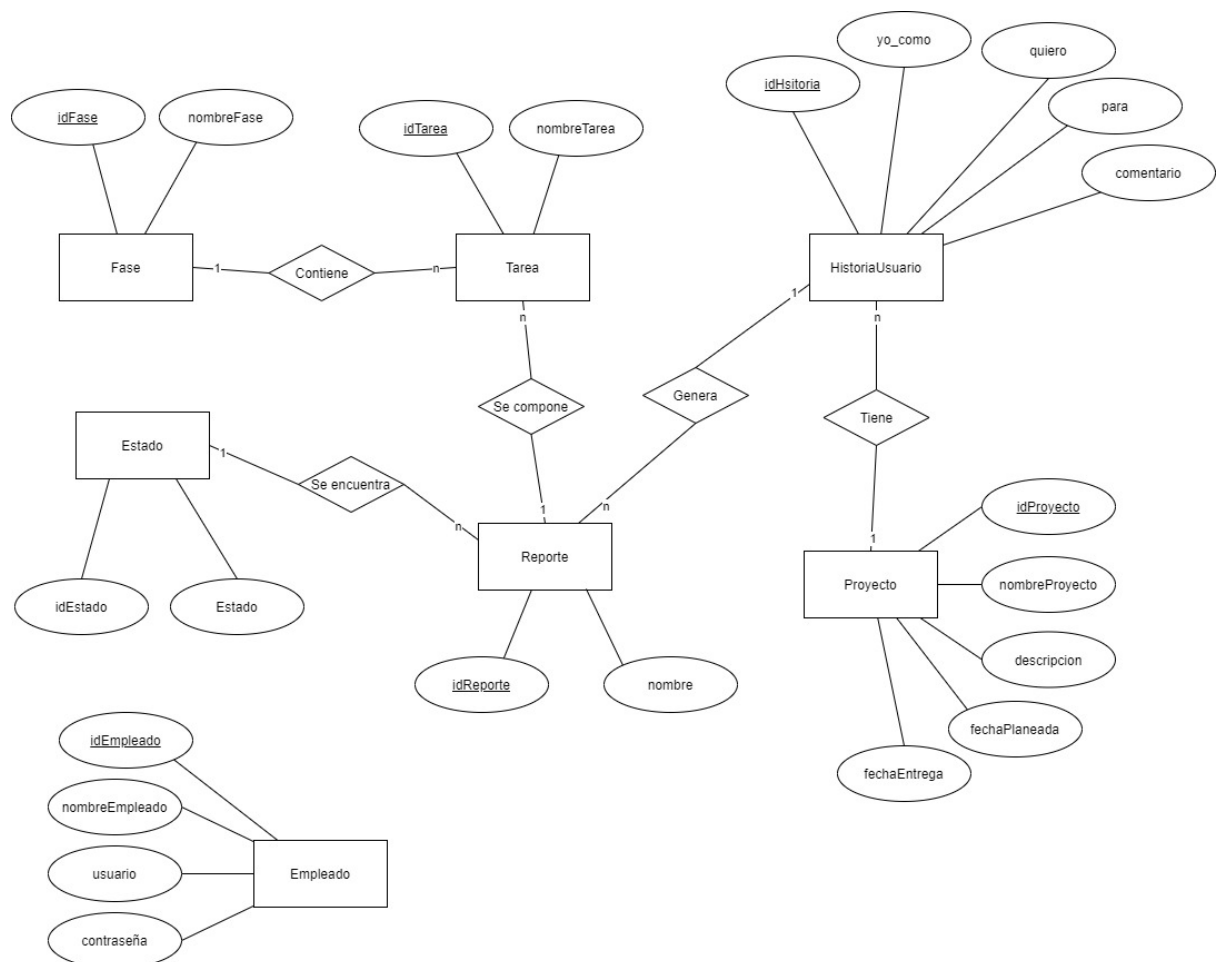 yo_como
quiero
idHsitoria
para
idFase
nombreFase
idTarea
nombreTarea
comentario
Fase
1
Contiene
n
Tarea
HistoriaUsuario
1
n
n
Genera
Se compone
Tiene
Estado
1
Se encuentra
n
1
n
1
idProyecto
Reporte
Proyecto
nombreProyecto
idEstado
Estado
descripcion
idReporte
nombre
fechaPlaneada
idEmpleado
fechaEntrega
nombreEmpleado
usuario
Empleado
contraseña